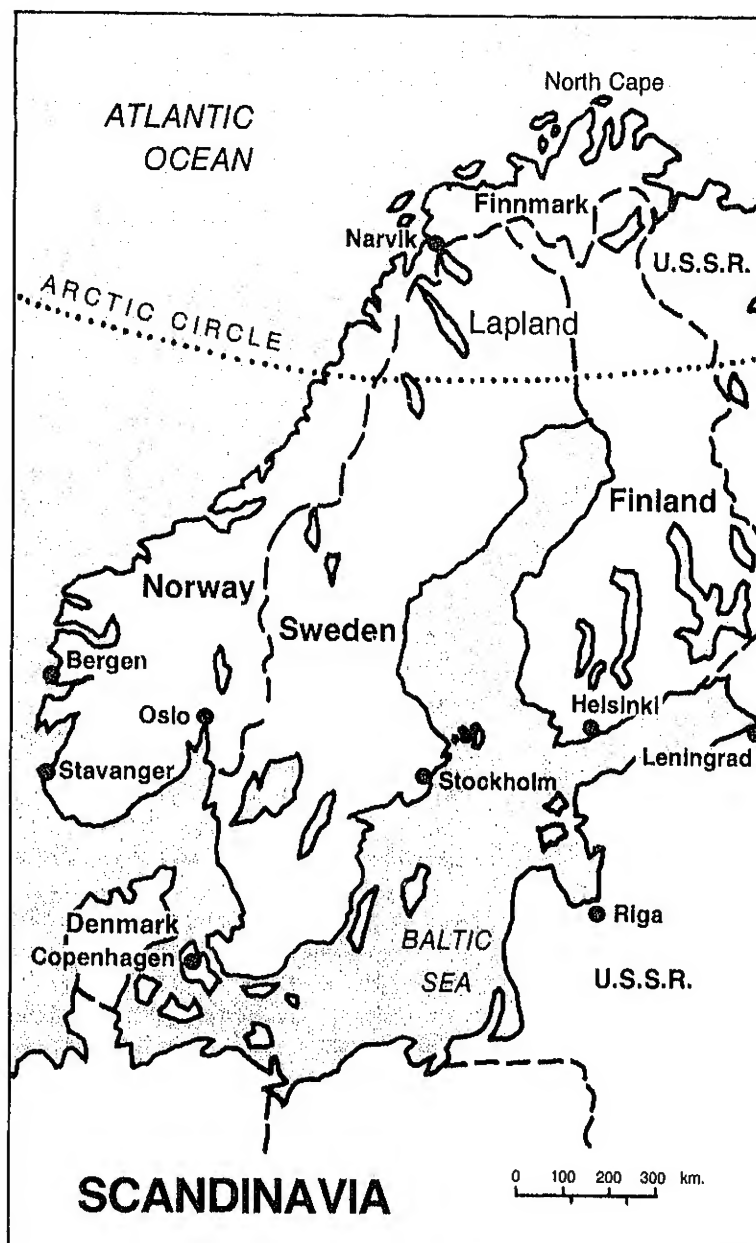 North Cape
ATLANTIC
OCEAN
Finnmark
Narvik
U.S.S.R.
ARCTIC CIRCLE
Lapland
Finland
Norway
Sweden
Bergen
Helsinki
Oslo
Leningrad
Stavanger
Stockholm
Denmark
Riga
BALTIC
SEA
Copenhagen
U.S.S.R.
SCANDINAVIA
0 100 200 300 km.